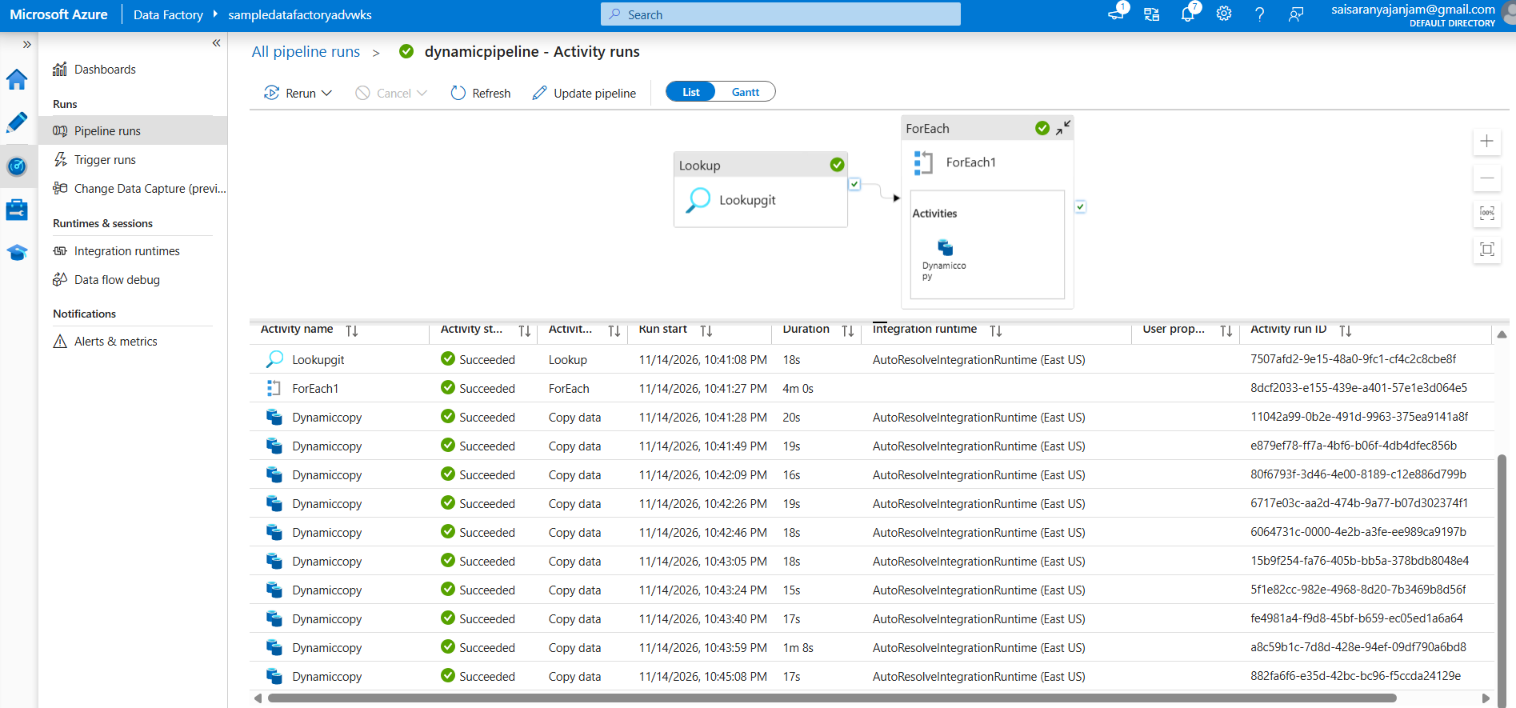 Microsoft Azure
Data Factory
sampledatafactoryadvwks
Search
1
7
saisaranyajanjam@gmail.com
DEFAULT DIRECTORY
Dashboards
Runs
Pipeline runs
Trigger runs
Change Data Capture (previ...
Runtimes & sessions
Integration runtimes
Data flow debug
Notifications
Alerts & metrics
All pipeline runs > dynamicpipeline - Activity runs
Rerun Cancel Refresh Update pipeline List Gantt
Lookup
Lookupgit
ForEach
ForEach1
Activities
Dynamicco
py
100%
Activity name Activity st... Activit... Run start Duration Integration runtime User prop... Activity run ID
Lookupgit Succeeded Lookup 11/14/2026, 10:41:08 PM 18s AutoResolveIntegrationRuntime (East US) 7507afd2-9e15-48a0-9fc1-cf4c2c8cbe8f
ForEach1 Succeeded ForEach 11/14/2026, 10:41:27 PM 4m 0s 8dcf2033-e155-439e-a401-57e1e3d064e5
Dynamiccopy Succeeded Copy data 11/14/2026, 10:41:28 PM 20s AutoResolveIntegrationRuntime (East US) 11042a99-0b2e-491d-9963-375ea9141a8f
Dynamiccopy Succeeded Copy data 11/14/2026, 10:41:49 PM 19s AutoResolveIntegrationRuntime (East US) e879ef78-ff7a-4bf6-b06f-4db4dfec856b
Dynamiccopy Succeeded Copy data 11/14/2026, 10:42:09 PM 16s AutoResolveIntegrationRuntime (East US) 80f6793f-3d46-4e00-8189-c12e886d799b
Dynamiccopy Succeeded Copy data 11/14/2026, 10:42:26 PM 19s AutoResolveIntegrationRuntime (East US) 6717e03c-aa2d-474b-9a77-b07d302374f1
Dynamiccopy Succeeded Copy data 11/14/2026, 10:42:46 PM 18s AutoResolveIntegrationRuntime (East US) 6064731c-0000-4e2b-a3fe-ee989ca9197b
Dynamiccopy Succeeded Copy data 11/14/2026, 10:43:05 PM 18s AutoResolveIntegrationRuntime (East US) 15b9f254-fa76-405b-bb5a-378bdb8048e4
Dynamiccopy Succeeded Copy data 11/14/2026, 10:43:24 PM 15s AutoResolveIntegrationRuntime (East US) 5f1e82cc-982e-4968-8d20-7b3469b8d56f
Dynamiccopy Succeeded Copy data 11/14/2026, 10:43:40 PM 17s AutoResolveIntegrationRuntime (East US) fe4981a4-f9d8-45bf-b659-ec05ed1a6a64
Dynamiccopy Succeeded Copy data 11/14/2026, 10:43:59 PM 1m 8s AutoResolveIntegrationRuntime (East US) a8c59b1c-7d8d-428e-94ef-09df790a6bd8
Dynamiccopy Succeeded Copy data 11/14/2026, 10:45:08 PM 17s AutoResolveIntegrationRuntime (East US) 882fa6f6-e35d-42bc-bc96-f5ccda24129e